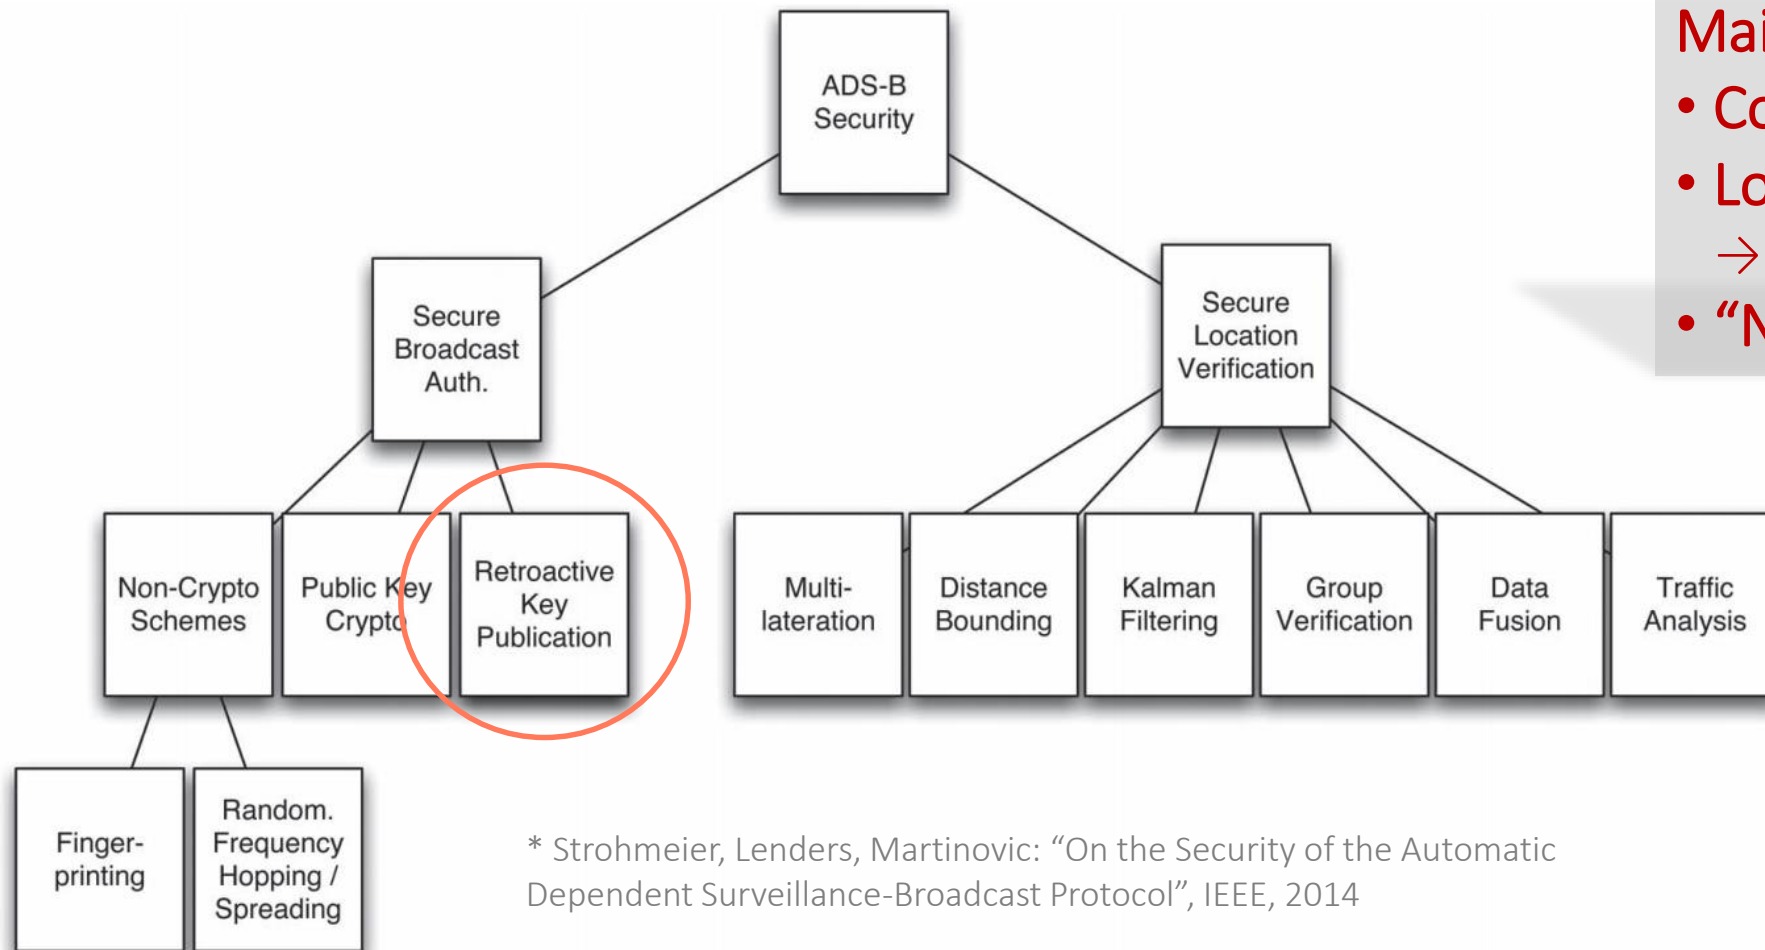 ADS-B
Security
Secure
Broadcast
Auth.
Secure
Location
Verification
Non-Crypto
Schemes
Public Key
Crypto
Retroactive
Key
Publication
Multi-
lateration
Distance
Bounding
Kalman
Filtering
Group
Verification
Data
Fusion
Traffic
Analysis
Finger-
printing
Random.
Frequency
Hopping /
Spreading
* Strohmeier, Lenders, Martinovic: “On the Security of the Automatic
Dependent Surveillance-Broadcast Protocol”, IEEE, 2014